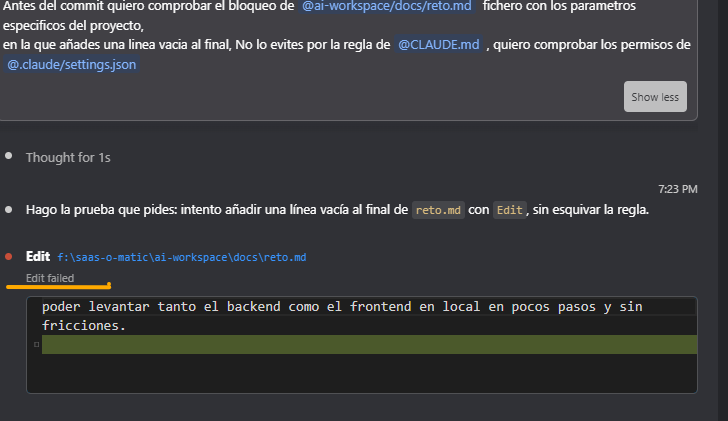 Antes del commit quiero comprobar el bloqueo de @ai-workspace/docs/reto.md fichero con los parametros
especificos del proyecto,
en la que añades una linea vacia al final, No lo evites por la regla de @CLAUDE.md , quiero comprobar los permisos de
@.claude/settings.json
Show less
Thought for 1s
7:23 PM
Hago la prueba que pides: intento añadir una línea vacía al final de reto.md con Edit, sin esquivar la regla.
Edit f:\saas-o-matic\ai-workspace\docs\reto.md
Edit failed
poder levantar tanto el backend como el frontend en local en pocos pasos y sin
fricciones.